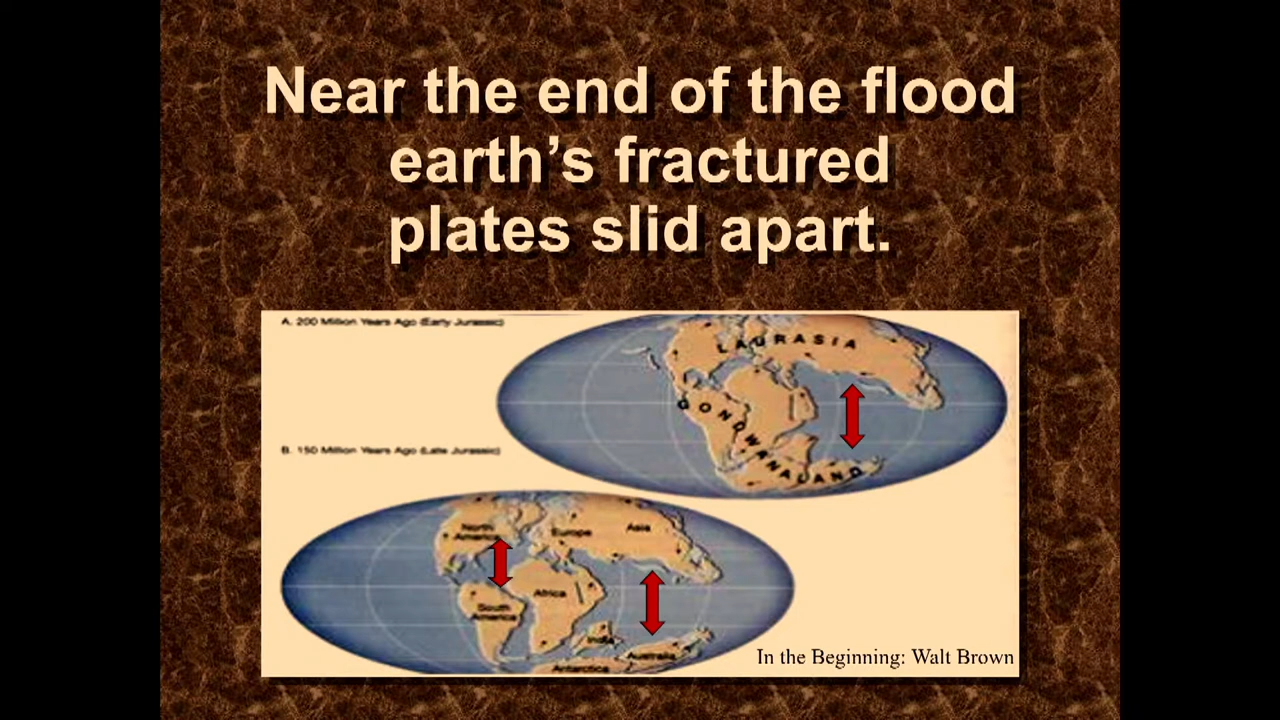 Near the end of the flood
earth’s fractured
plates slid apart.
A. 200 Million Years Ago (Early Jurassic)
LAURASIA
GONDWANALAND
B. 150 Million Years Ago (Late Jurassic)
North
America
Europe
Asia
Africa
South
America
India
Australia
Antarctica
In the Beginning: Walt Brown